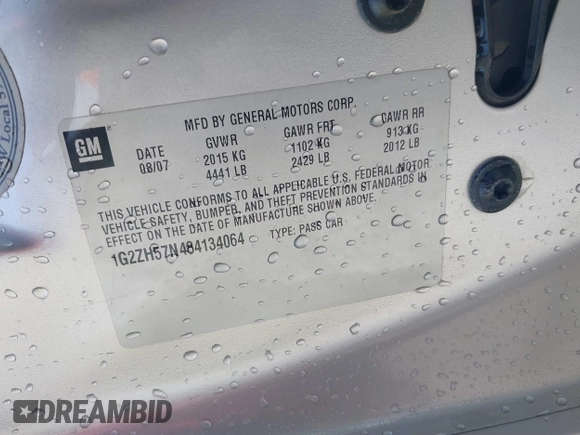 W Local 5
GM
MFD BY GENERAL MOTORS CORP.
DATE GVWR GAWR FRT GAWR RR
08/07 2015 KG 1102 KG 913 KG
4441 LB 2429 LB 2012 LB
THIS VEHICLE CONFORMS TO ALL APPLICABLE U.S. FEDERAL MOTOR
VEHICLE SAFETY, BUMPER, AND THEFT PREVENTION STANDARDS IN
EFFECT ON THE DATE OF MANUFACTURE SHOWN ABOVE.
1G2ZH57N484134064 TYPE: PASS CAR
DREAMBID